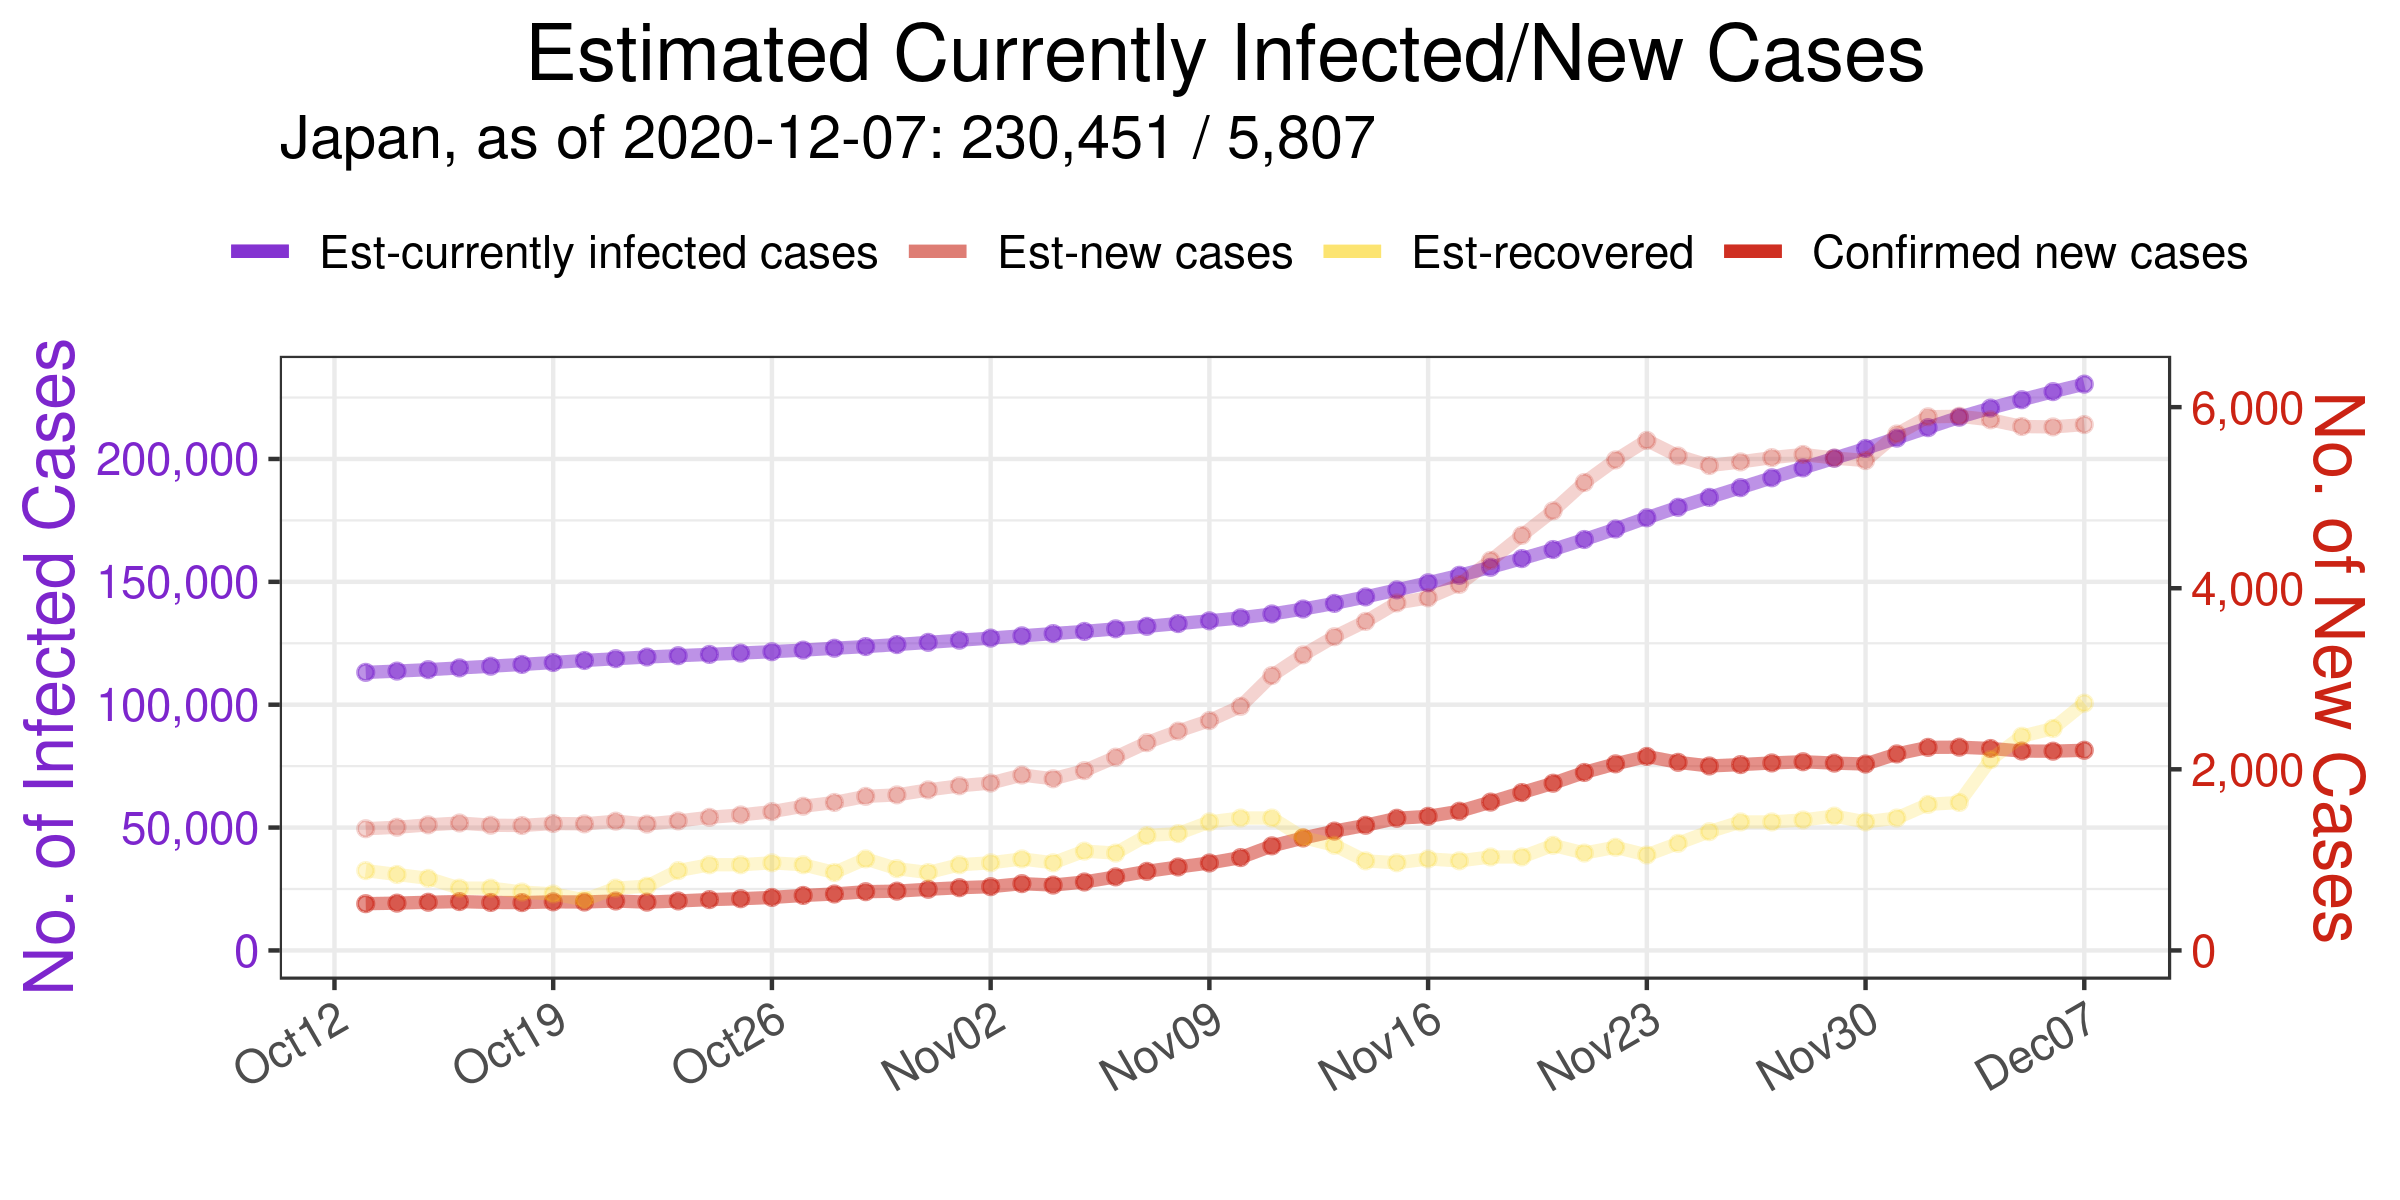 Estimated Currently Infected/New Cases
Japan, as of 2020-12-07: 230,451 / 5,807
Est-currently infected cases Est-new cases Est-recovered Confirmed new cases
No. of Infected Cases
200,000
150,000
100,000
50,000
0
6,000
4,000
2,000
0
No. of New Cases
Oct12 Oct19 Oct26 Nov02 Nov09 Nov16 Nov23 Nov30 Dec07